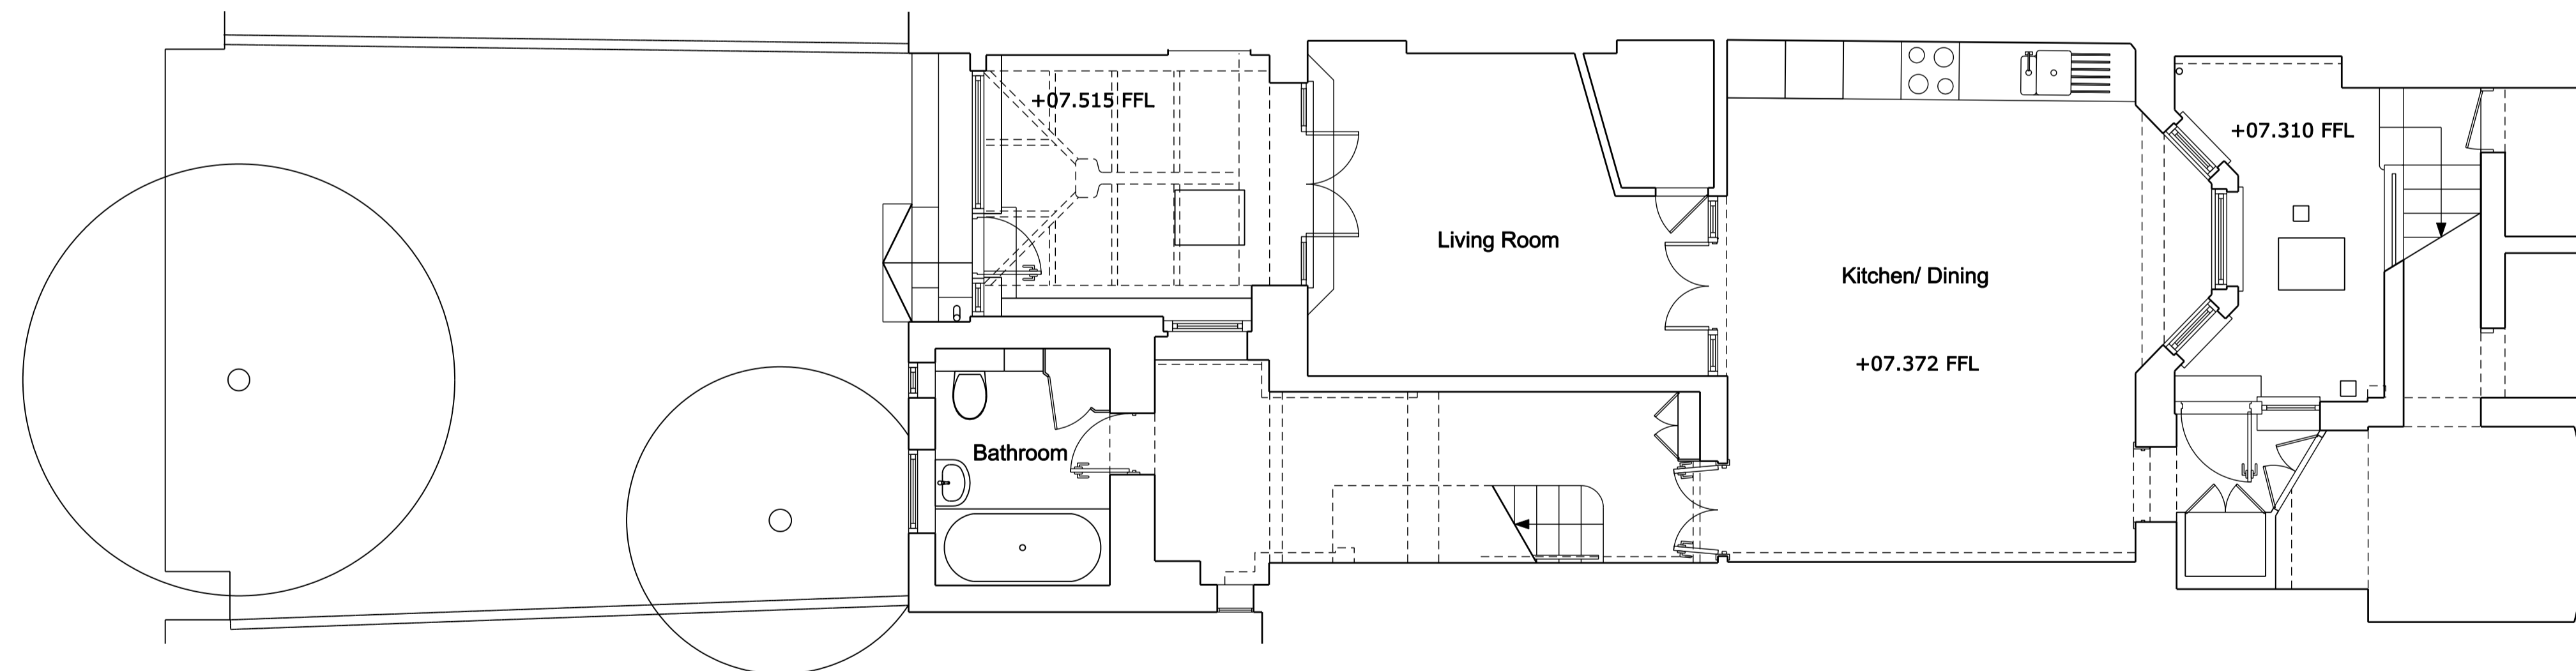 +07.515 FFL
+07.310 FFL
Living Room
Kitchen/ Dining
+07.372 FFL
Bathroom